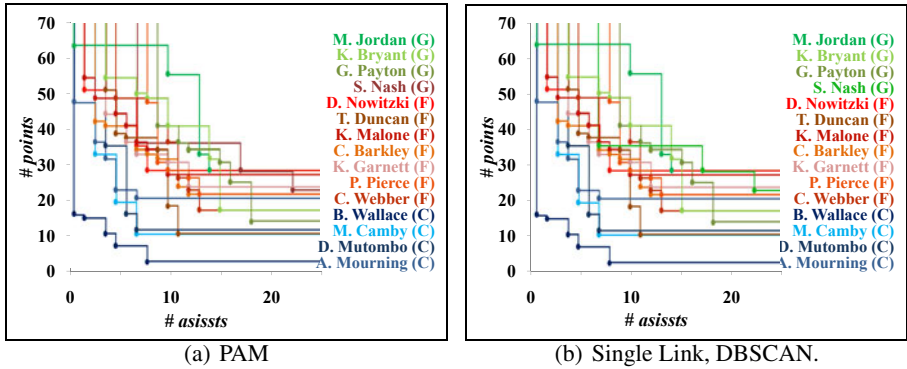 70
60
50
40
30
20
10
0
# points
0
10
20
# asissts
M. Jordan (G)
K. Bryant (G)
G. Payton (G)
S. Nash (G)
D. Nowitzki (F)
T. Duncan (F)
K. Malone (F)
C. Barkley (F)
K. Garnett (F)
P. Pierce (F)
C. Webber (F)
B. Wallace (C)
M. Camby (C)
D. Mutombo (C)
A. Mourning (C)
(a) PAM
70
60
50
40
30
20
10
0
# points
0
10
20
# asissts
M. Jordan (G)
K. Bryant (G)
G. Payton (G)
S. Nash (G)
D. Nowitzki (F)
T. Duncan (F)
K. Malone (F)
C. Barkley (F)
K. Garnett (F)
P. Pierce (F)
C. Webber (F)
B. Wallace (C)
M. Camby (C)
D. Mutombo (C)
A. Mourning (C)
(b) Single Link, DBSCAN.